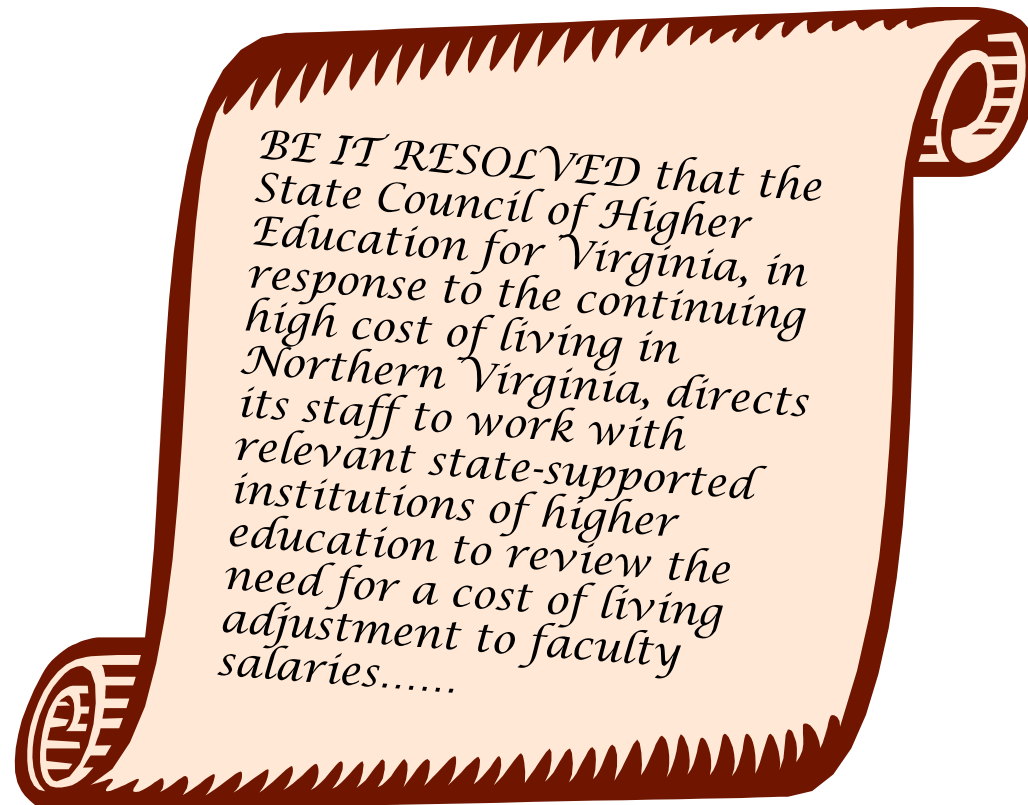 BE IT RESOLVED that the
State Council of Higher
Education for Virginia, in
response to the continuing
high cost of living in
Northern Virginia, directs
its staff to work with
relevant state-supported
institutions of higher
education to review the
need for a cost of living
adjustment to faculty
salaries......